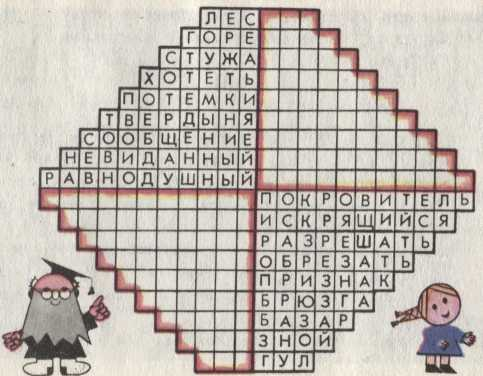 ЛЕС
ГОРЕ
СТУЖА
ХОТЕТЬ
ПОТЕМКИ
ТВЕРДЫНЯ
СООБЩЕНИЕ
НЕВИДАННЫЙ
РАВНОДУШНЫЙ
ПОКРОВИТЕЛЬ
ИСКРЯЩИЙСЯ
РАЗРЕШАТЬ
ОБРЕЗАТЬ
ПРИЗНАК
БРЮЗГА
БАЗАР
ЗНОЙ
ГУЛ